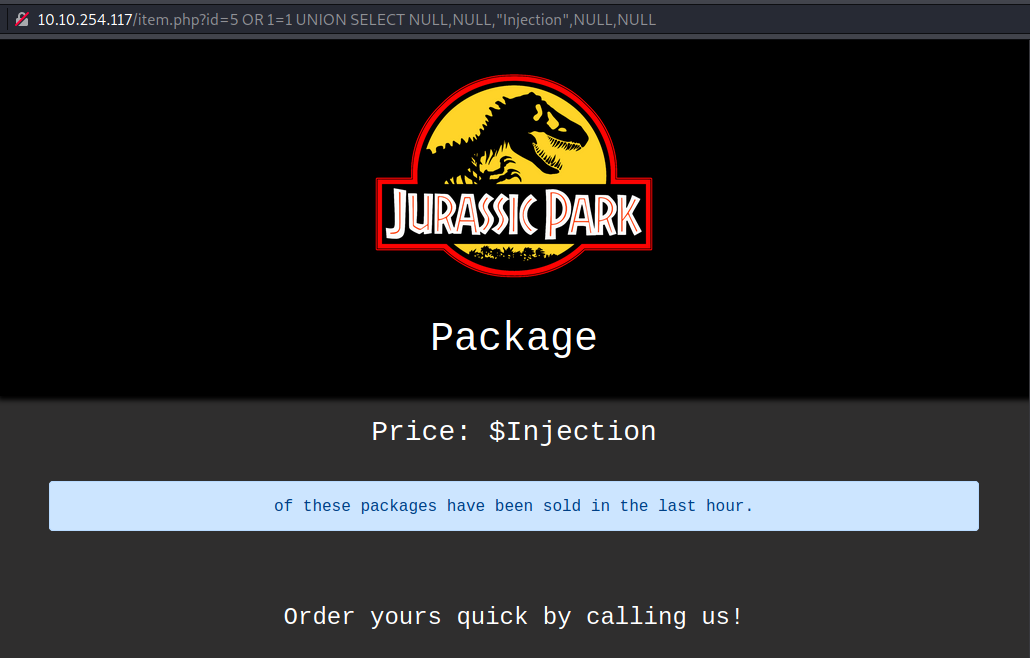 10.10.254.117/item.php?id=5 OR 1=1 UNION SELECT NULL,NULL,"Injection",NULL,NULL
JURASSIC PARK
Package
Price: $Injection
of these packages have been sold in the last hour.
Order yours quick by calling us!